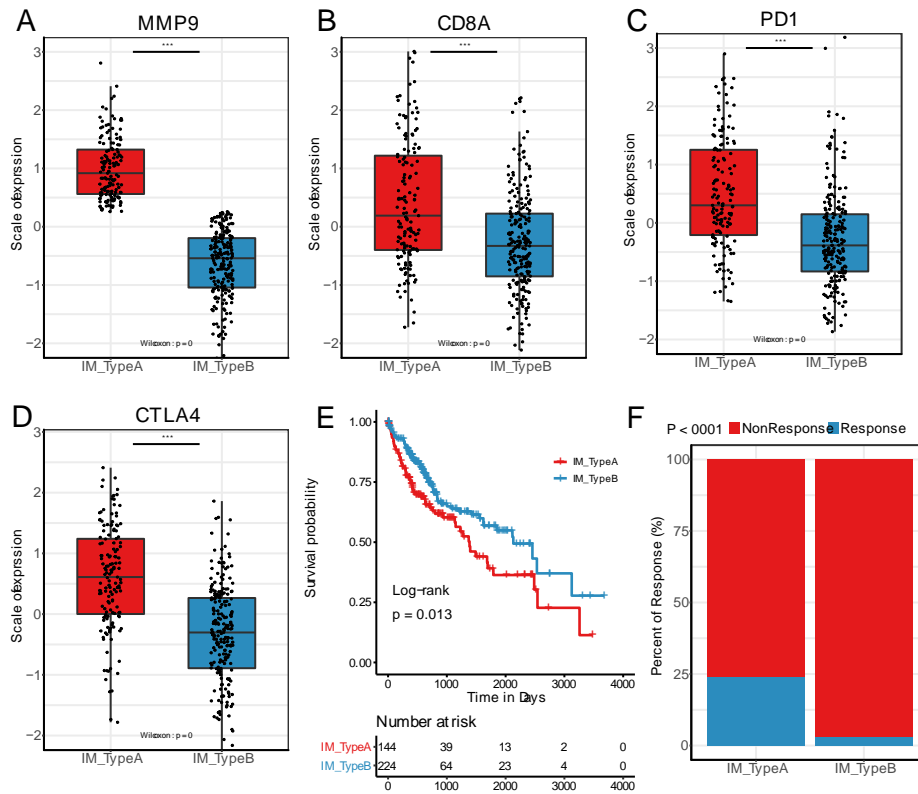 A
MMP9
***
Scale of exprssion
3
2
1
0
−1
−2
Wilcoxon : p = 0
IM_TypeA
IM_TypeB
B
CD8A
***
Scale of exprssion
3
2
1
0
−1
−2
Wilcoxon : p = 0
IM_TypeA
IM_TypeB
C
PD1
***
Scale of exprssion
3
2
1
0
−1
−2
Wilcoxon : p = 0
IM_TypeA
IM_TypeB
D
CTLA4
***
Scale of exprssion
3
2
1
0
−1
−2
Wilcoxon : p = 0
IM_TypeA
IM_TypeB
E
Survival probability
1.00
0.75
0.50
0.25
0.00
IM_TypeA
IM_TypeB
Log−rank
p = 0.013
0 1000 2000 3000 4000
Time in Days
Number at risk
IM_TypeA 144 39 13 2 0
IM_TypeB 224 64 23 4 0
0 1000 2000 3000 4000
F
P < 0001 NonResponse Response
Percent of Response (%)
100
75
50
25
0
IM_TypeA
IM_TypeB